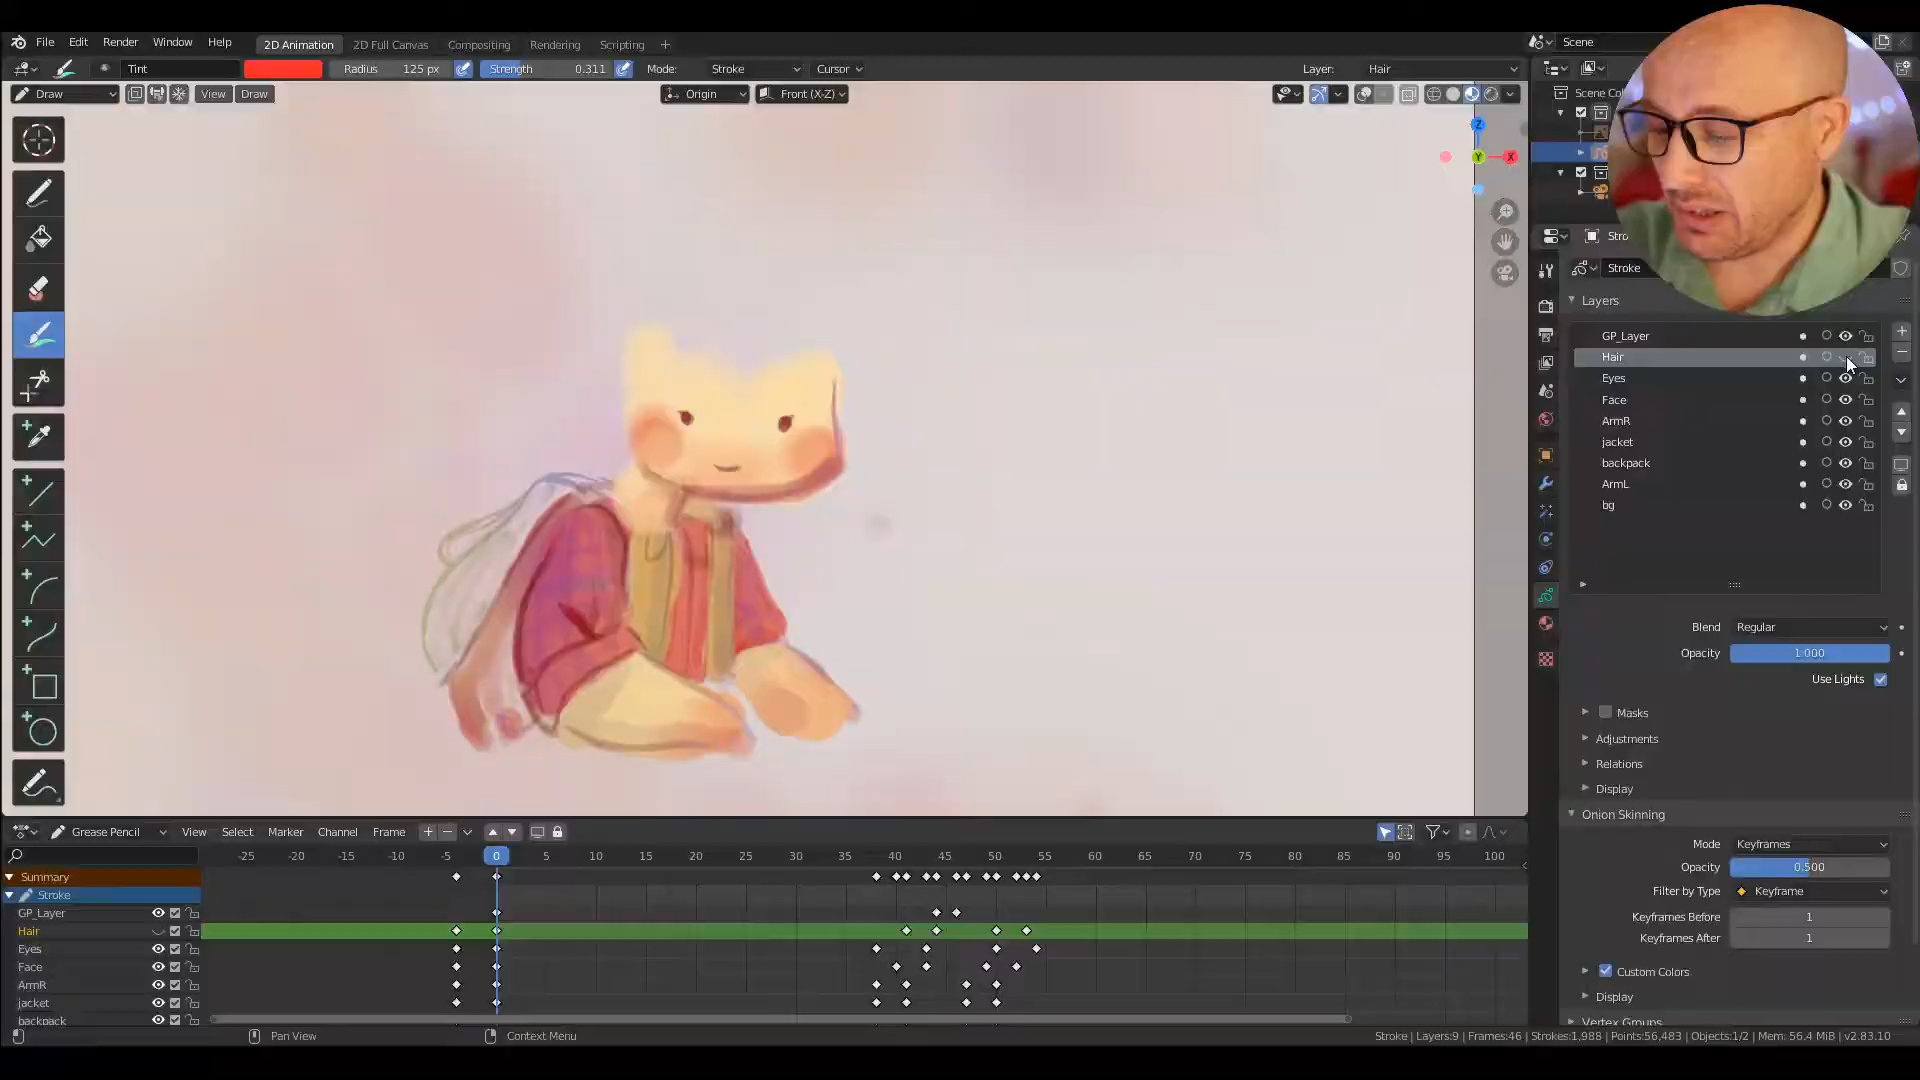 File Edit Render Window Help 2D Animation 2D Full Canvas Compositing Rendering Scripting + Scene
Tint Radius 125 px Strength 0.311 Mode: Stroke Cursor Layer: Hair
Draw View Draw Origin Front (X-Z)
Scene Col
Z
Y X
Stro
Stroke
Layers
GP_Layer
Hair
Eyes
Face
ArmR
jacket
backpack
ArmL
bg
Blend Regular
Opacity 1.000
Use Lights
Masks
Adjustments
Relations
Display
Onion Skinning
Mode Keyframes
Opacity 0.500
Filter by Type Keyframe
Keyframes Before 1
Keyframes After 1
Custom Colors
Display
Vertex Groups
Grease Pencil View Select Marker Channel Frame
-25 -20 -15 -10 -5 0 5 10 15 20 25 30 35 40 45 50 55 60 65 70 75 80 85 90 95 100
Summary
Stroke
GP_Layer
Hair
Eyes
Face
ArmR
jacket
backpack
Pan View Context Menu Stroke | Layers:9 | Frames:46 | Strokes:1,988 | Points:56,483 | Objects:1/2 | Mem: 56.4 MiB | v2.83.10